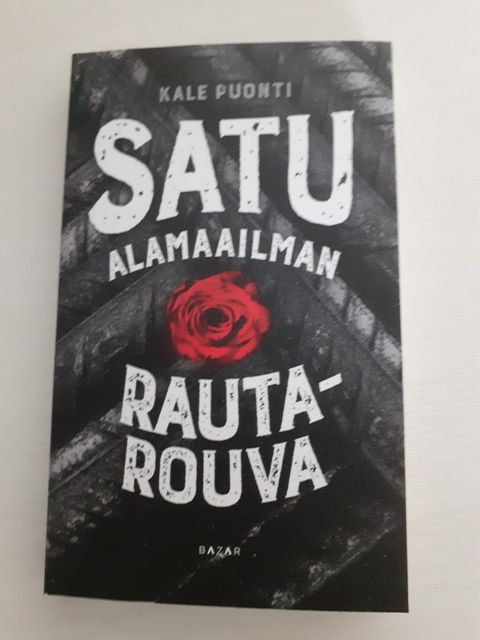 KALE PUONTI
SATU
ALAMAAILMAN
RAUTA-
ROUVA
BAZAR